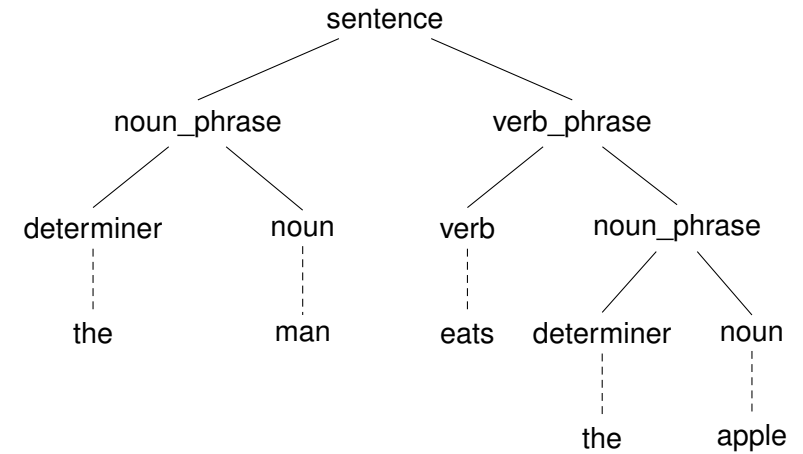 sentence
noun_phrase verb_phrase
determiner noun verb noun_phrase
the man eats determiner noun
the apple